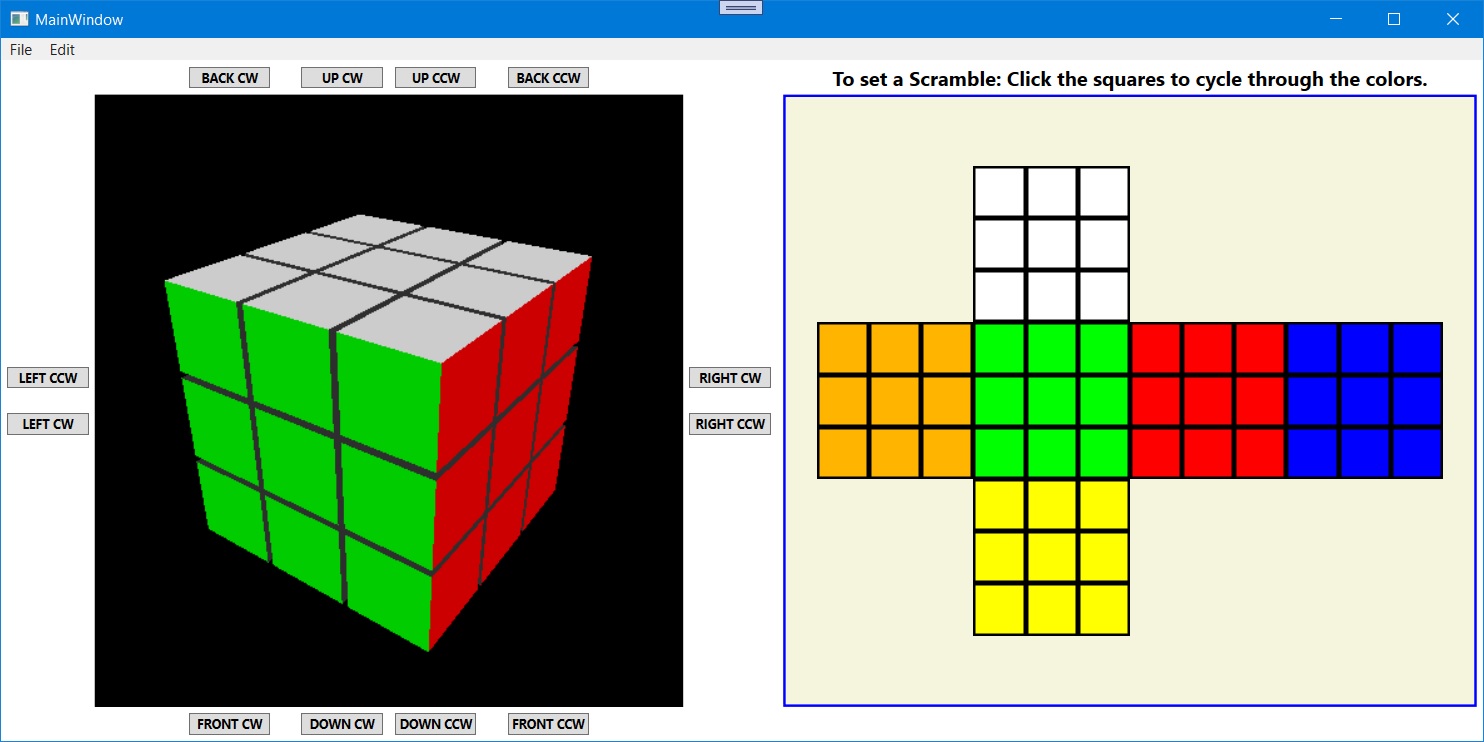 MainWindow
File Edit
BACK CW UP CW UP CCW BACK CCW
To set a Scramble: Click the squares to cycle through the colors.
LEFT CCW
RIGHT CW
LEFT CW
RIGHT CCW
FRONT CW DOWN CW DOWN CCW FRONT CCW